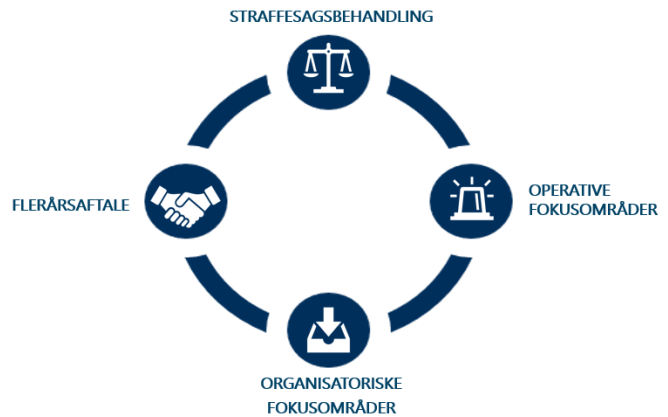 STRAFFESAGSBEHANDLING
FLERÅRSAFTALE
OPERATIVE
FOKUSOMRÅDER
ORGANISATORISKE
FOKUSOMRÅDER